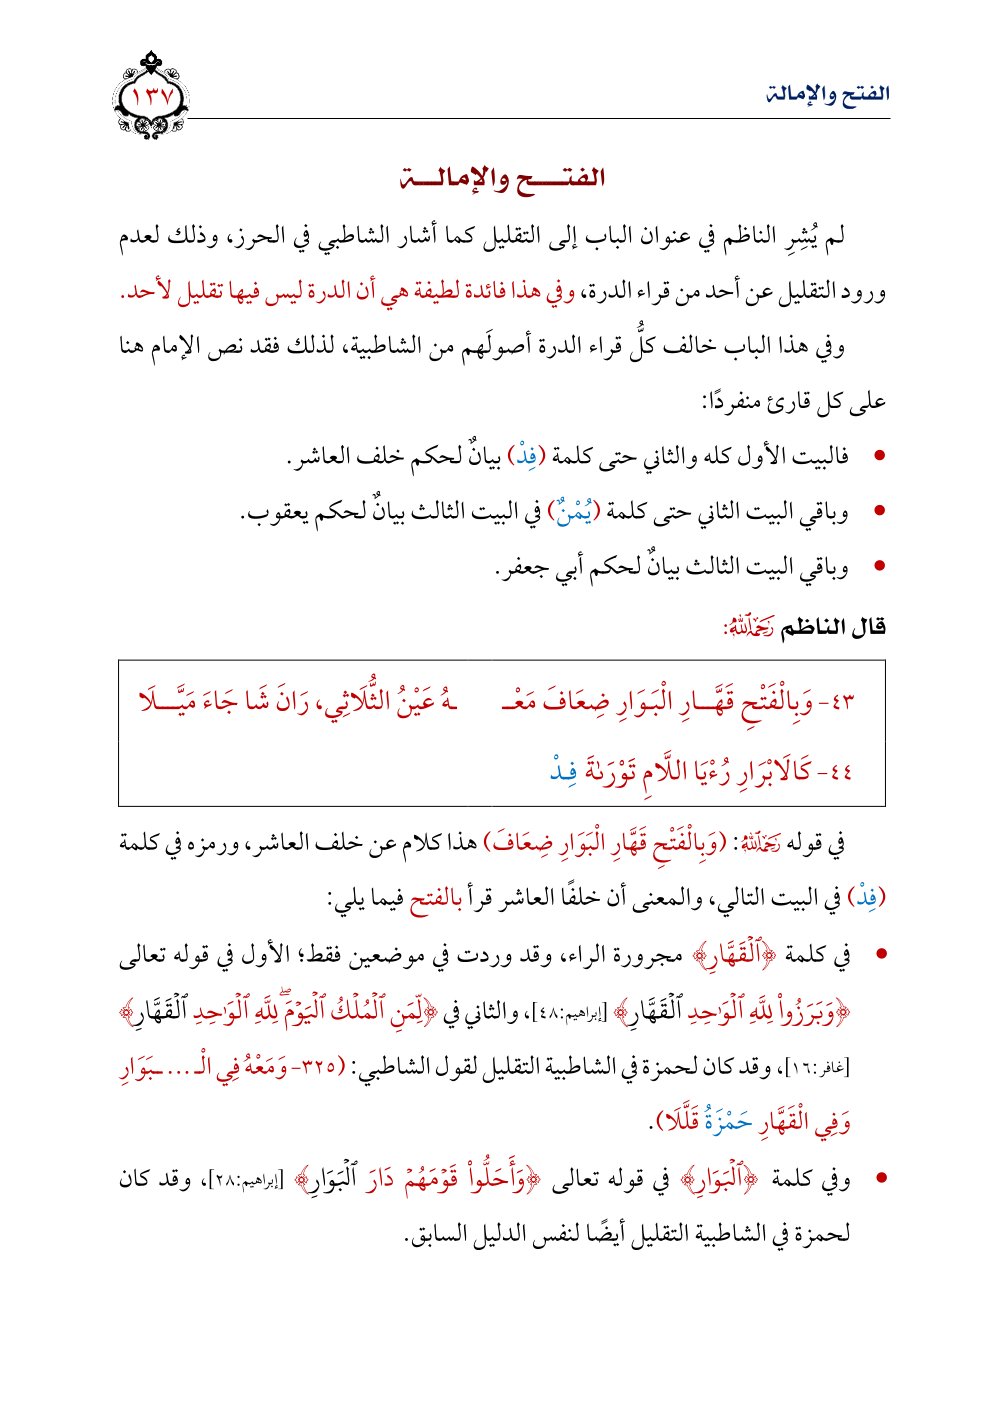 الفتح والإمالة
١٣٧
الفتـــــح والإمالـــة
لم يُشِرِ الناظم في عنوان الباب إلى التقليل كما أشار الشاطبي في الحرز، وذلك لعدم
ورود التقليل عن أحد من قراء الدرة، وفي هذا فائدة لطيفة هي أن الدرة ليس فيها تقليل لأحد.
وفي هذا الباب خالف كلُّ قراء الدرة أصولَهم من الشاطبية، لذلك فقد نص الإمام هنا
على كل قارئ منفردًا:
• فالبيت الأول كله والثاني حتى كلمة (فِدْ) بيانٌ لحكم خلف العاشر.
• وباقي البيت الثاني حتى كلمة (يُمْنٌ) في البيت الثالث بيانٌ لحكم يعقوب.
• وباقي البيت الثالث بيانٌ لحكم أبي جعفر.
قال الناظم رَحِمَهُ ٱللَّهُ:
٤٣- وَبِالْفَتْحِ قَهَّـــارِ الْبَـوَارِ ضِعَافَ مَعْـ ـهُ عَيْنُ الثُّلَاثِي، رَانَ شَا جَاءَ مَيَّـــلَا
٤٤- كَالَابْرَارِ رُءْيَا اللَّامِ تَوْرَىٰةَ فِـدْ
في قوله رَحِمَهُ ٱللَّهُ: (وَبِالْفَتْحِ قَهَّارِ الْبَوَارِ ضِعَافَ) هذا كلام عن خلف العاشر، ورمزه في كلمة
(فِدْ) في البيت التالي، والمعنى أن خلفًا العاشر قرأ بالفتح فيما يلي:
• في كلمة ﴿ٱلْقَهَّارِ﴾ مجرورة الراء، وقد وردت في موضعين فقط؛ الأول في قوله تعالى
﴿وَبَرَزُوا۟ لِلَّهِ ٱلْوَٰحِدِ ٱلْقَهَّارِ﴾ [إبراهيم:٤٨]، والثاني في ﴿لِّمَنِ ٱلْمُلْكُ ٱلْيَوْمَۖ لِلَّهِ ٱلْوَٰحِدِ ٱلْقَهَّارِ﴾
[غافر:١٦]، وقد كان لحمزة في الشاطبية التقليل لقول الشاطبي: (٣٢٥- وَمَعْهُ فِي الْـ ... ـبَوَارِ
وَفِي الْقَهَّارِ حَمْزَةُ قَلَّلَا).
• وفي كلمة ﴿ٱلْبَوَارِ﴾ في قوله تعالى ﴿وَأَحَلُّوا۟ قَوْمَهُمْ دَارَ ٱلْبَوَارِ﴾ [إبراهيم:٢٨]، وقد كان
لحمزة في الشاطبية التقليل أيضًا لنفس الدليل السابق.